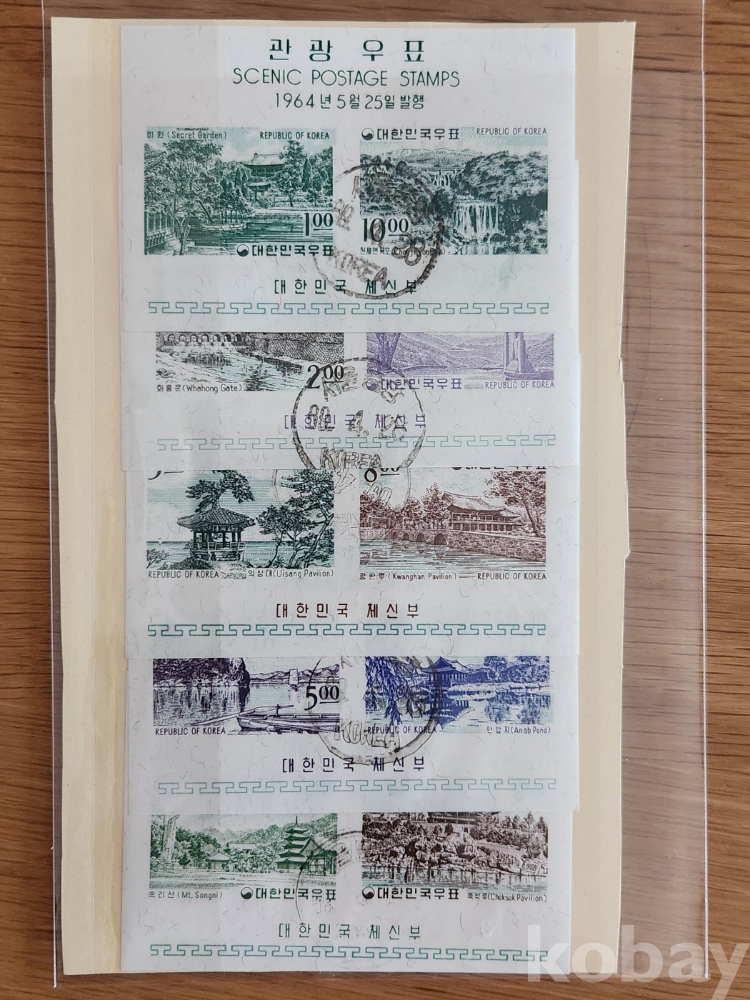 관광 우표
SCENIC POSTAGE STAMPS
1964년 5월 25일 발행
비원 (Secret Garden) REPUBLIC OF KOREA
대한민국우표 REPUBLIC OF KOREA
1.00
대한민국우표
10.00
KOREA
대한민국 체신부
화홍문 (Whahong Gate)
2.00
대한민국우표 REPUBLIC OF KOREA
대한민국 체신부
KOREA
REPUBLIC OF KOREA 의상대 (Uisang Pavilion)
광한루 (Kwanghan Pavilion) REPUBLIC OF KOREA
대한민국 체신부
REPUBLIC OF KOREA
5.00
안압지 (Anab Pond)
KOREA
대한민국 체신부
속리산 (Mt. Songni) 대한민국우표
대한민국우표 촉석루 (Choksok Pavilion)
대한민국 체신부
kobay